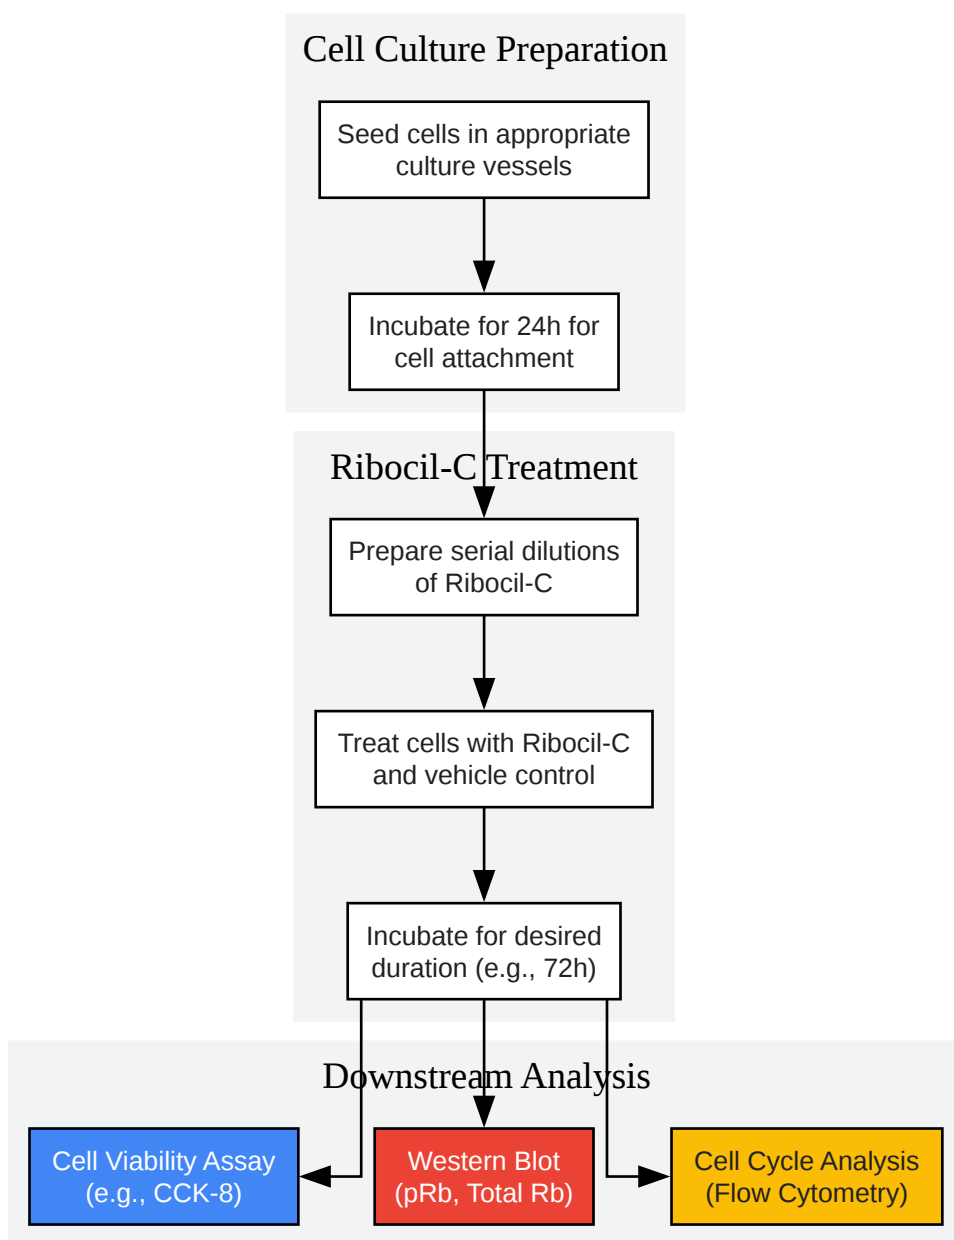 Cell Culture Preparation
Seed cells in appropriate
culture vessels
Incubate for 24h for
cell attachment
Ribocil-C Treatment
Prepare serial dilutions
of Ribocil-C
Treat cells with Ribocil-C
and vehicle control
Incubate for desired
duration (e.g., 72h)
Downstream Analysis
Cell Viability Assay
(e.g., CCK-8)
Western Blot
(pRb, Total Rb)
Cell Cycle Analysis
(Flow Cytometry)